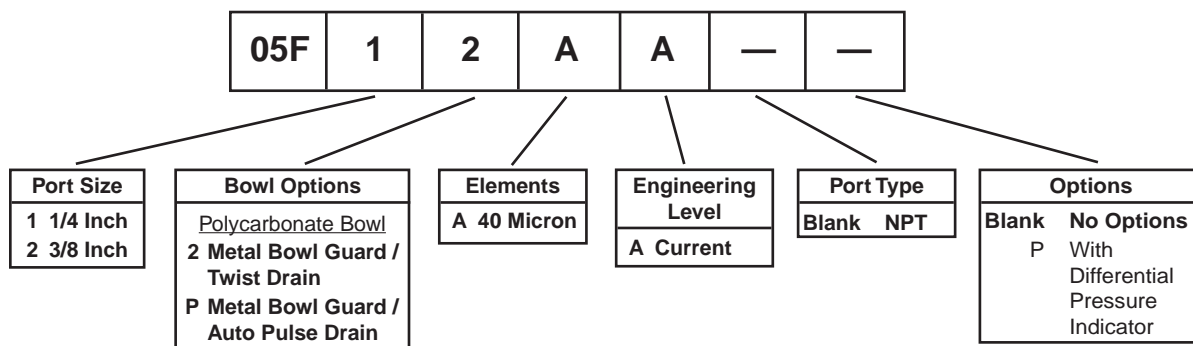 05F 1 2 A A — —
Port Size
1 1/4 Inch
2 3/8 Inch
Bowl Options
Polycarbonate Bowl
2 Metal Bowl Guard /
Twist Drain
P Metal Bowl Guard /
Auto Pulse Drain
Elements
A 40 Micron
Engineering
Level
A Current
Port Type
Blank NPT
Options
Blank No Options
P With
Differential
Pressure
Indicator